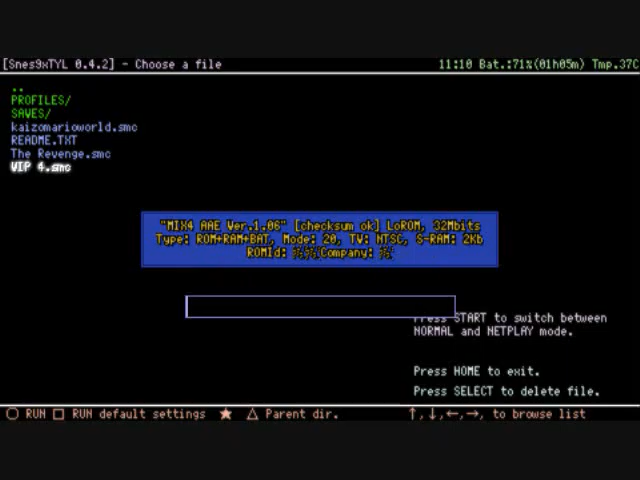 [Snes9xTYL 0.4.2] - Choose a file 11:10 Bat.:71%(01h05m) Tmp.37C
..
PROFILES/
SAVES/
kaizomarioworld.smc
README.TXT
The Revenge.smc
VIP 4.smc
"MIX4 AAE Ver.1.06" [checksum ok] LoROM, 32Mbits
Type: ROM+RAM+BAT, Mode: 20, TV: NTSC, S-RAM: 2Kb
ROMId: Company:
Press START to switch between
NORMAL and NETPLAY mode.
Press HOME to exit.
Press SELECT to delete file.
○ RUN □ RUN default settings ★ △ Parent dir. ↑,↓,←,→, to browse list